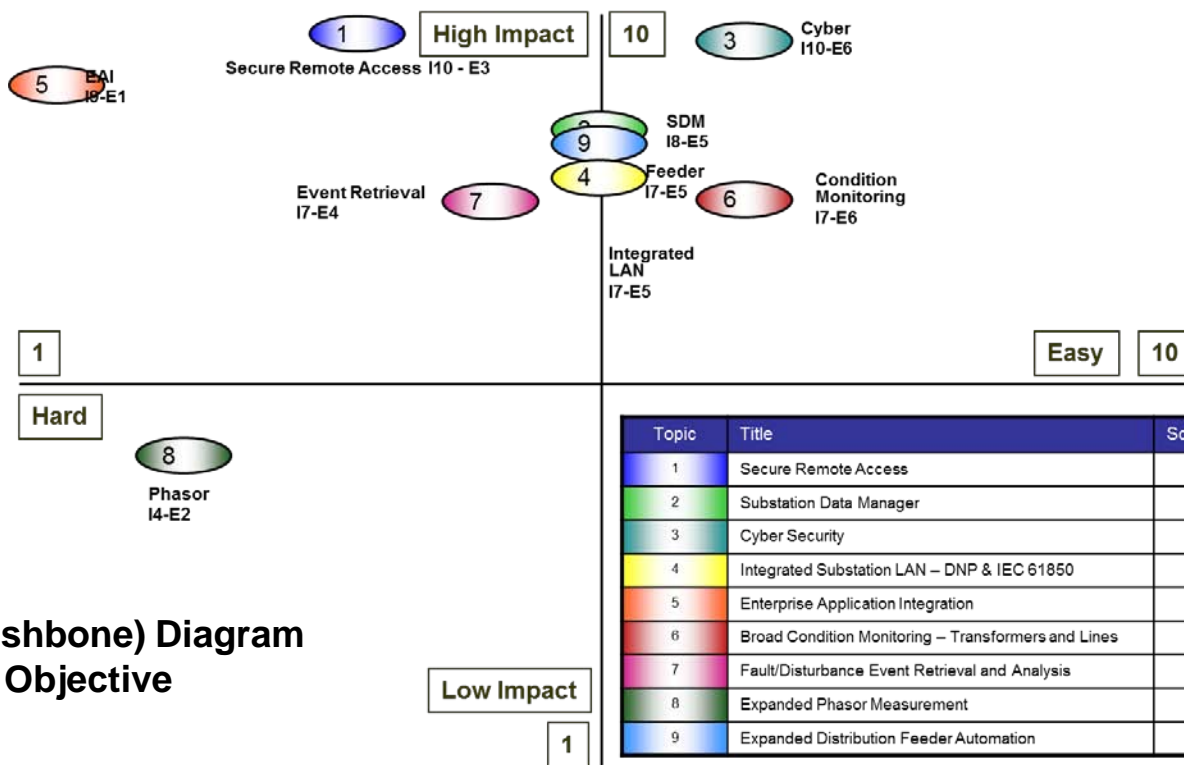 1
High Impact
10
3
Cyber
I10-E6
Secure Remote Access I10 - E3
5
EAI
I9-E1
SDM
I8-E5
9
4
Feeder
I7-E5
Event Retrieval
I7-E4
7
6
Condition
Monitoring
I7-E6
Integrated
LAN
I7-E5
1
Easy
10
Hard
8
Phasor
I4-E2
shbone) Diagram
Objective
Low Impact
1
Topic Title
1 Secure Remote Access
2 Substation Data Manager
3 Cyber Security
4 Integrated Substation LAN – DNP & IEC 61850
5 Enterprise Application Integration
6 Broad Condition Monitoring – Transformers and Lines
7 Fault/Disturbance Event Retrieval and Analysis
8 Expanded Phasor Measurement
9 Expanded Distribution Feeder Automation